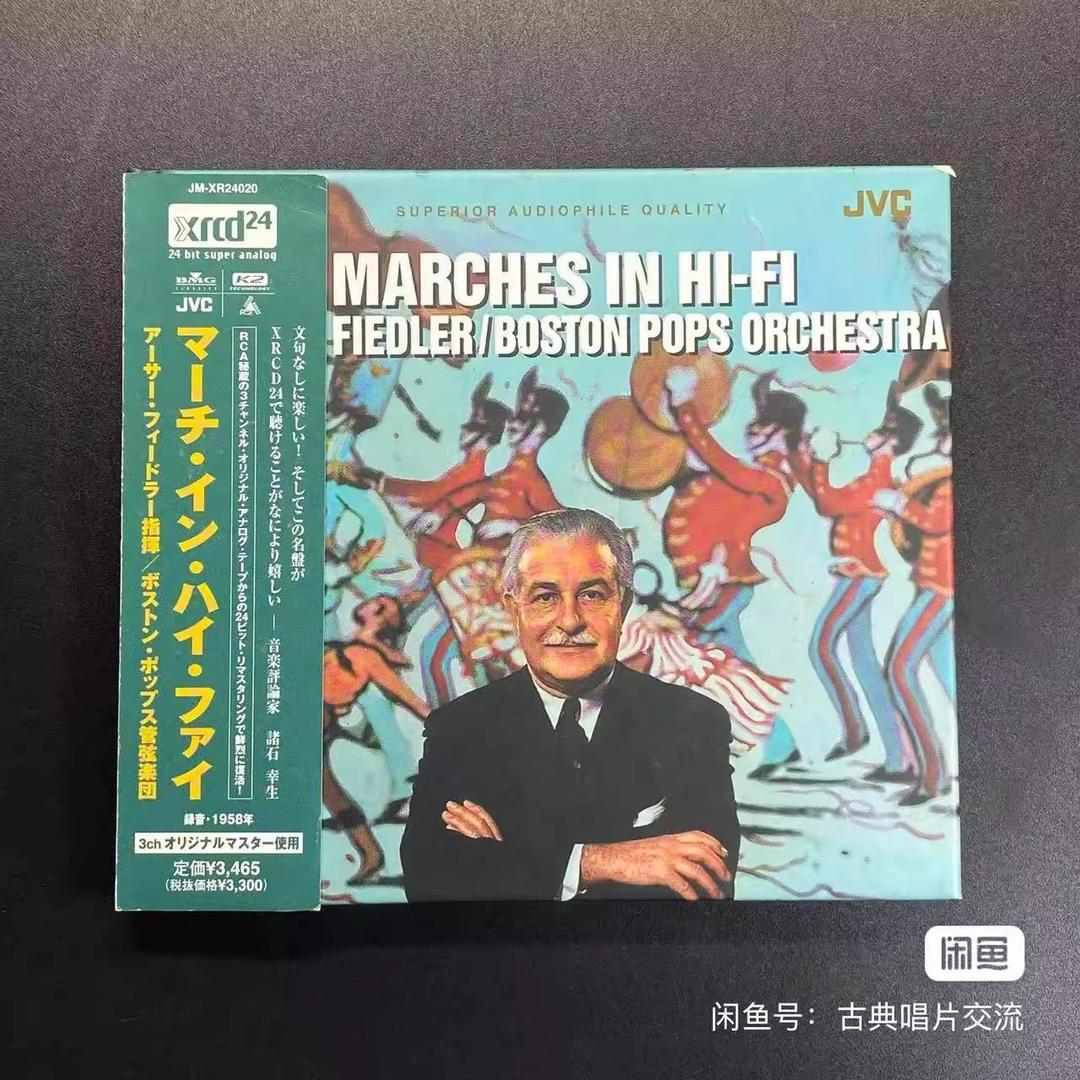 JM-XR24020
xrcd24
24 bit super analog
BMG
CLASSICS
K2
TECHNOLOGY
JVC
文句なしに楽しい！そしてこの名盤が
XRCD24で聴けることがなにより嬉しい — 音楽評論家 諸石 幸生
RCA秘蔵の3チャンネル・オリジナル・アナログ・テープからの24ビット・リマスタリングで鮮烈に復活！
マーチ・イン・ハイ・ファイ
アーサー・フィードラー指揮／ボストン・ポップス管弦楽団
録音・1958年
3ch オリジナルマスター使用
定価¥3,465
（税抜価格¥3,300）
SUPERIOR AUDIOPHILE QUALITY
JVC
MARCHES IN HI-FI
FIEDLER/BOSTON POPS ORCHESTRA
闲鱼
闲鱼号：古典唱片交流